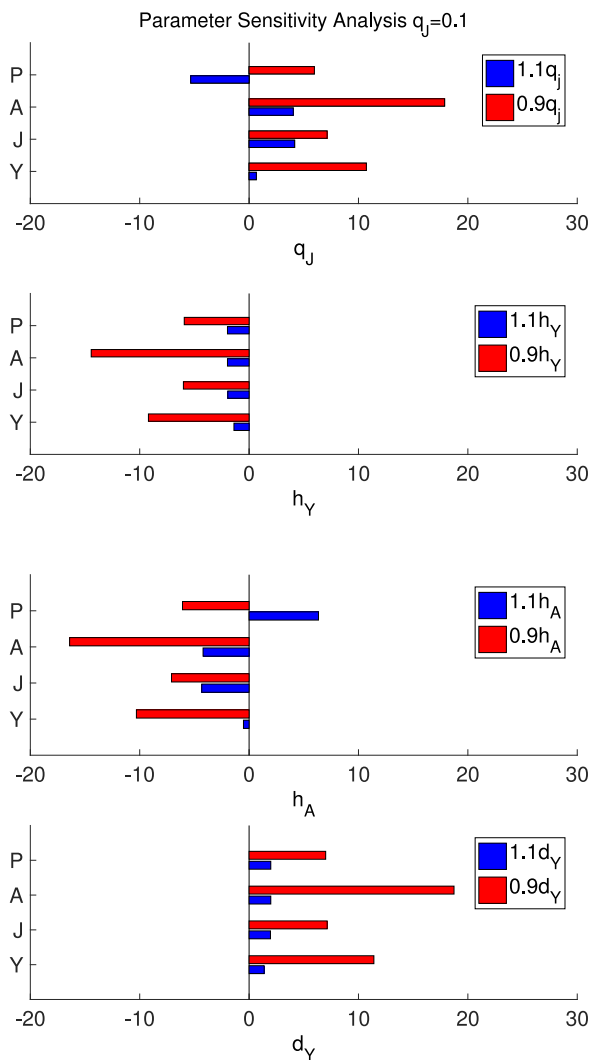 Parameter Sensitivity Analysis q_J=0.1
P
A
J
Y
1.1q_j
0.9q_j
-20 -10 0 10 20 30
q_J
P
A
J
Y
1.1h_Y
0.9h_Y
-20 -10 0 10 20 30
h_Y
P
A
J
Y
1.1h_A
0.9h_A
-20 -10 0 10 20 30
h_A
P
A
J
Y
1.1d_Y
0.9d_Y
-20 -10 0 10 20 30
d_Y